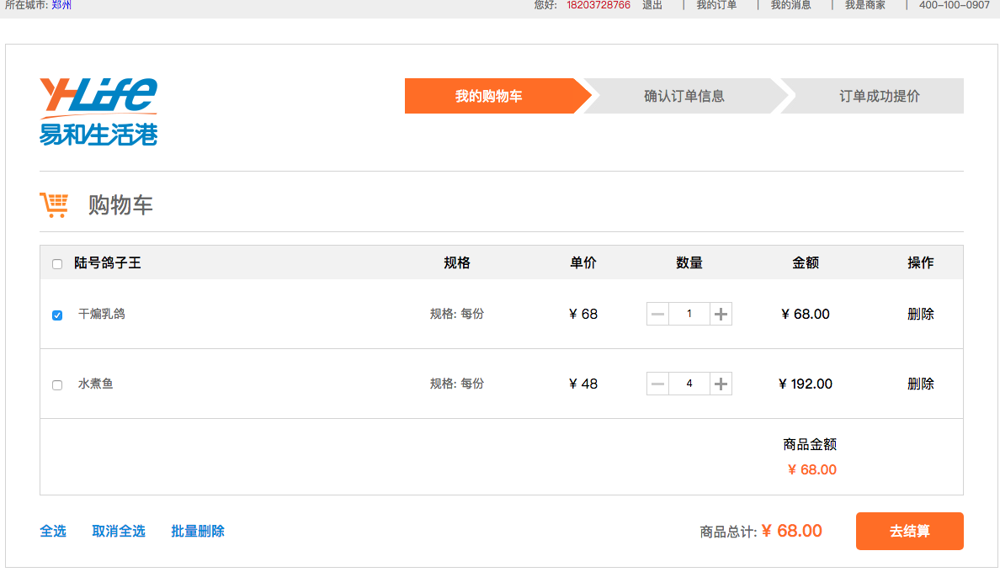 所在城市: 郑州 您好: 18203728766 退出 | 我的订单 | 我的消息 | 我是商家 | 400-100-0907
Y-Life
易和生活港
我的购物车 确认订单信息 订单成功提价
购物车
陆号鸽子王 规格 单价 数量 金额 操作
干煸乳鸽 规格: 每份 ¥ 68 1 ¥ 68.00 删除
水煮鱼 规格: 每份 ¥ 48 4 ¥ 192.00 删除
商品金额
¥ 68.00
全选 取消全选 批量删除 商品总计: ¥ 68.00 去结算